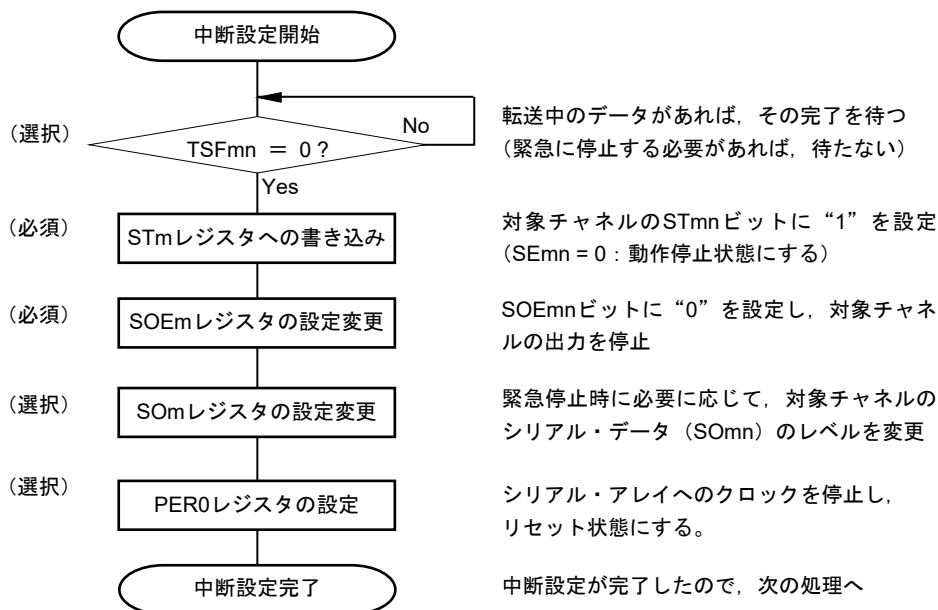 中断設定開始
（選択）
TSFmn ＝ 0？
No
Yes
転送中のデータがあれば，その完了を待つ
（緊急に停止する必要があれば，待たない）
（必須）
STmレジスタへの書き込み
対象チャネルのSTmnビットに“1”を設定
（SEmn = 0：動作停止状態にする）
（必須）
SOEmレジスタの設定変更
SOEmnビットに“0”を設定し，対象チャネ
ルの出力を停止
（選択）
SOmレジスタの設定変更
緊急停止時に必要に応じて，対象チャネルの
シリアル・データ（SOmn）のレベルを変更
（選択）
PER0レジスタの設定
シリアル・アレイへのクロックを停止し，
リセット状態にする。
中断設定完了
中断設定が完了したので，次の処理へ